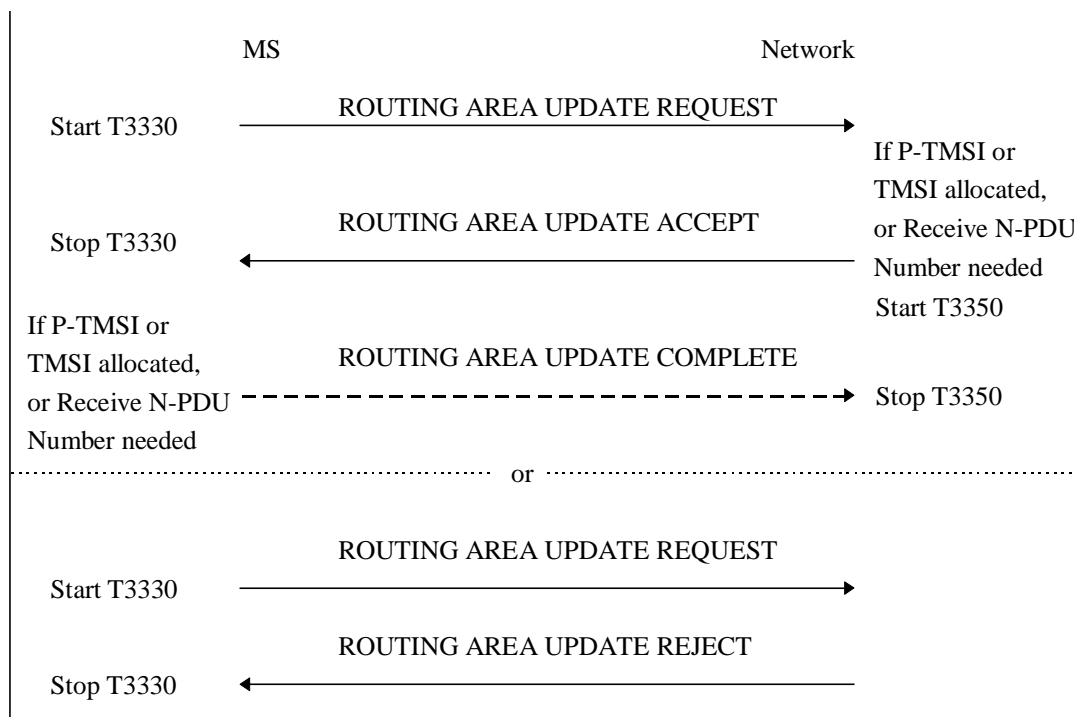 MS
Network
ROUTING AREA UPDATE REQUEST
Start T3330
If P-TMSI or
TMSI allocated,
or Receive N-PDU
Number needed
ROUTING AREA UPDATE ACCEPT
Stop T3330
Start T3350
If P-TMSI or
TMSI allocated,
or Receive N-PDU
Number needed
ROUTING AREA UPDATE COMPLETE
Stop T3350
or
ROUTING AREA UPDATE REQUEST
Start T3330
ROUTING AREA UPDATE REJECT
Stop T3330